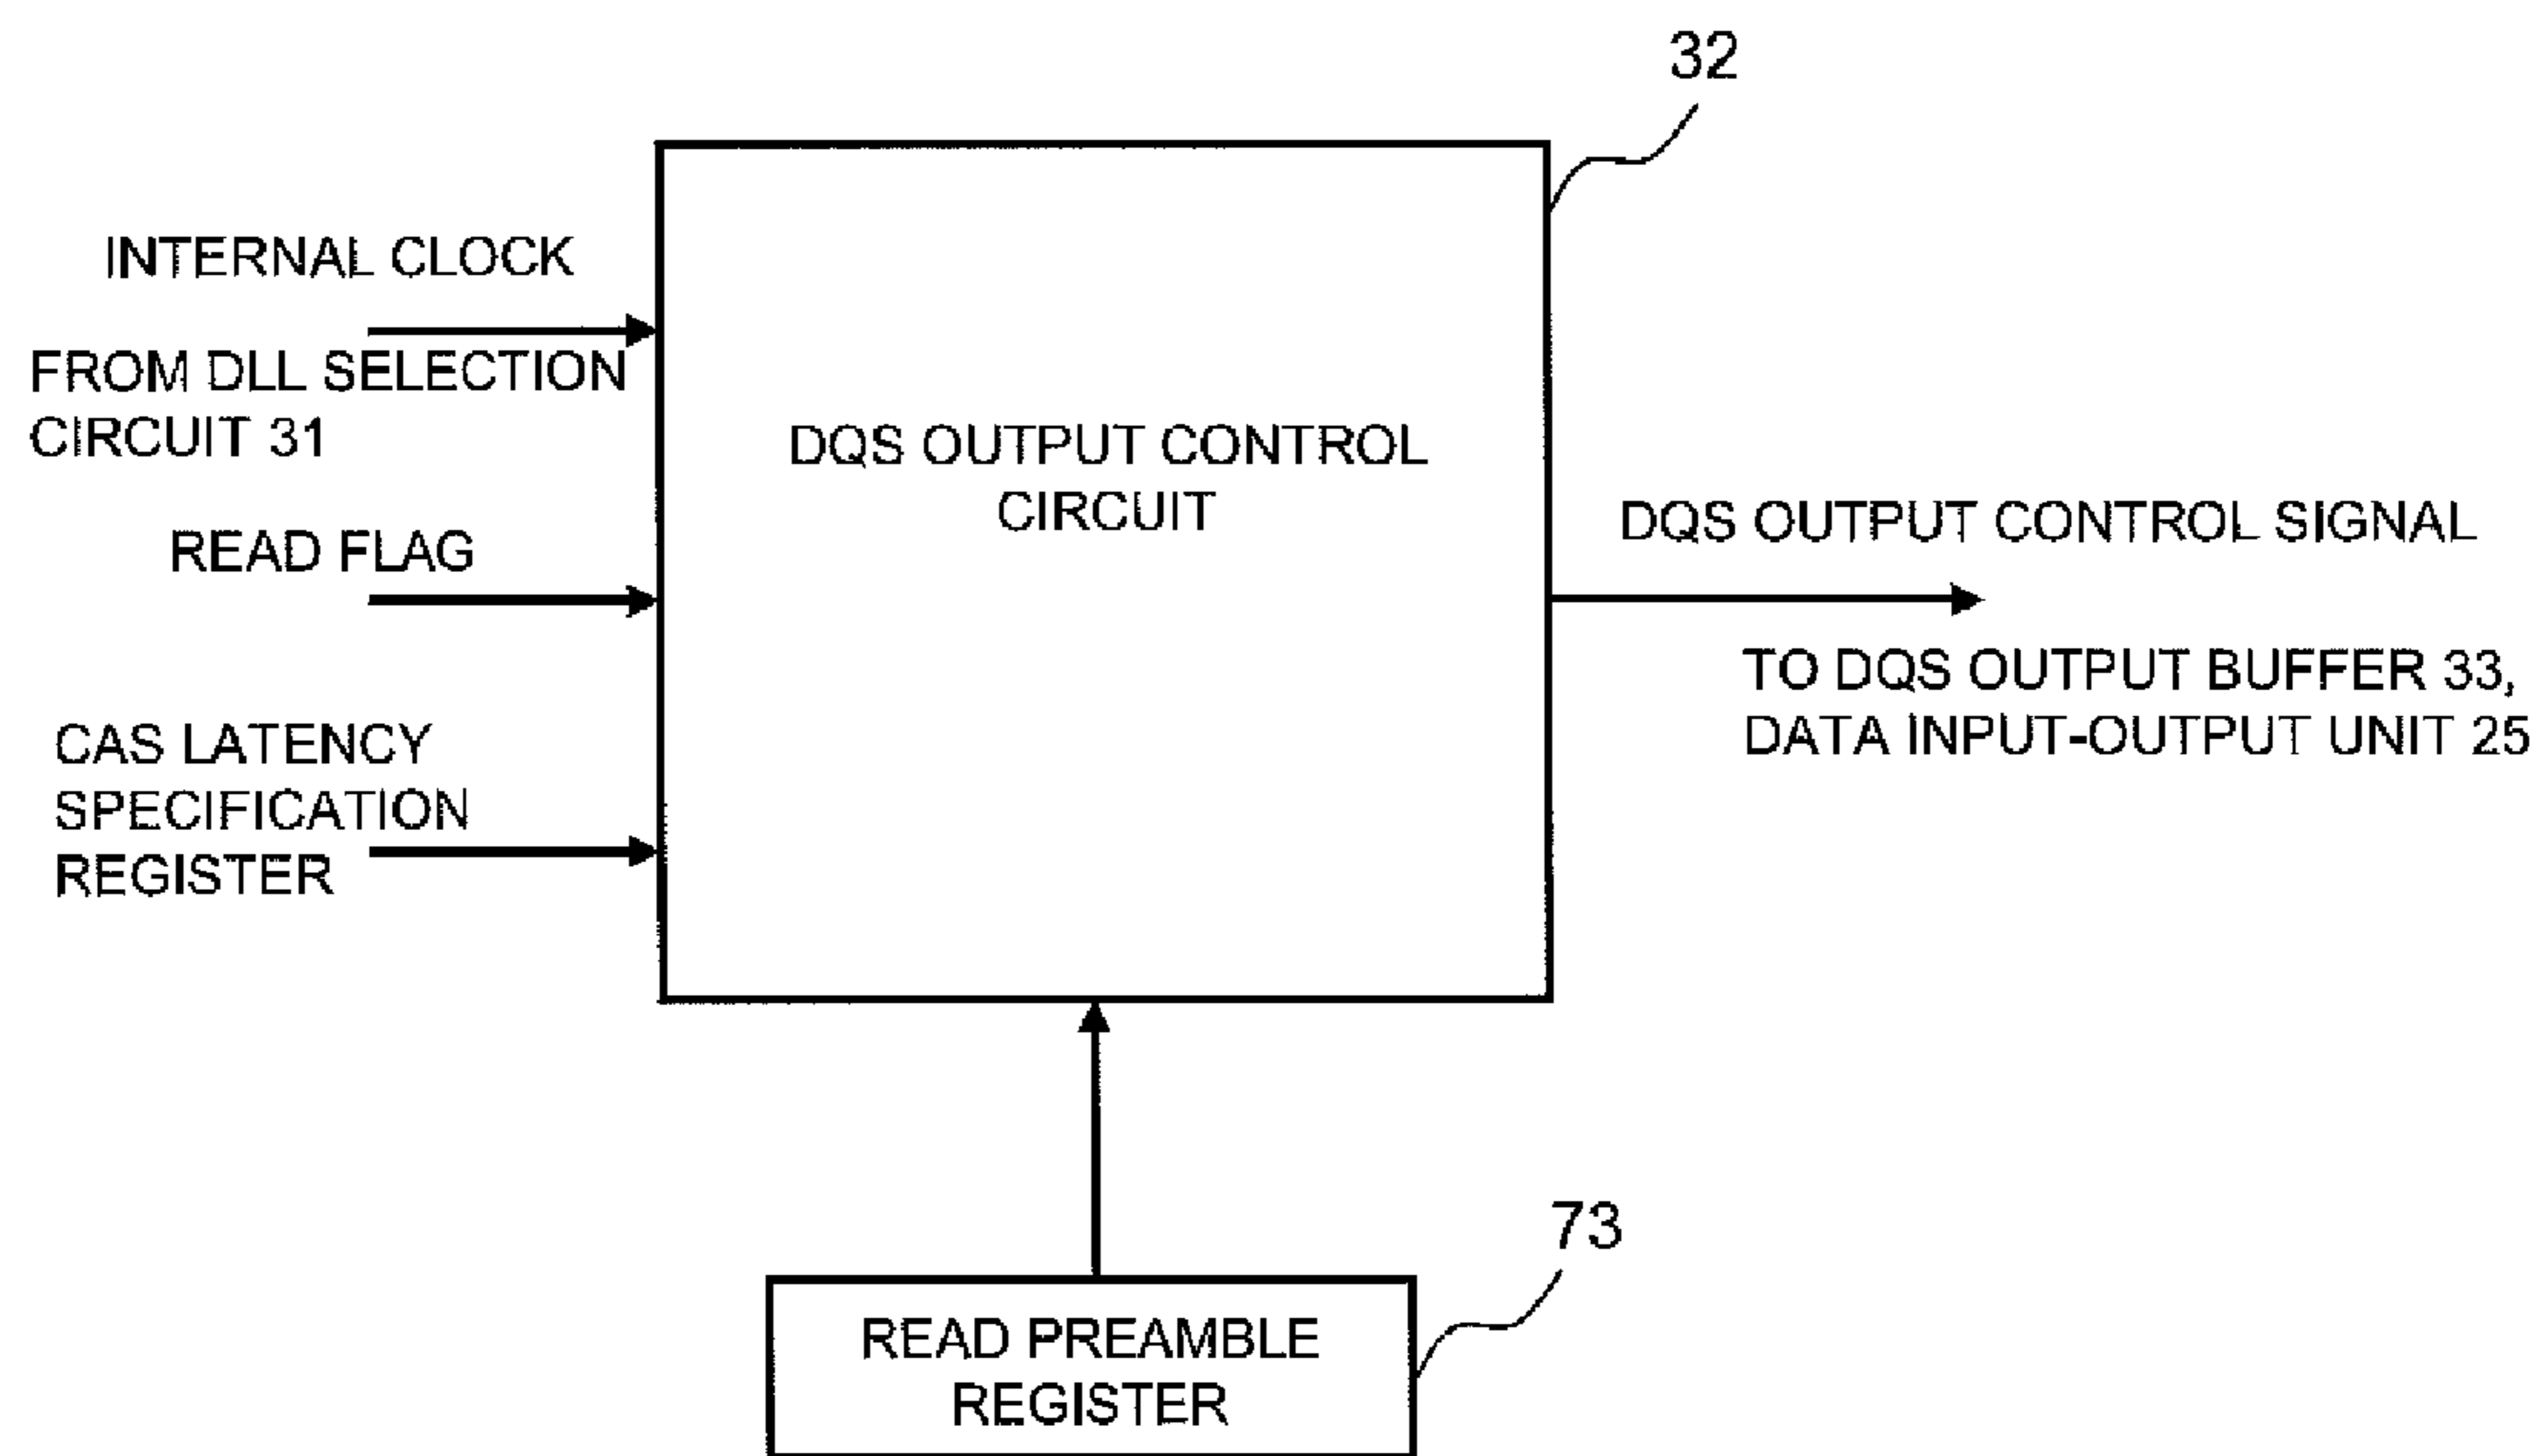 32
INTERNAL CLOCK
FROM DLL SELECTION
CIRCUIT 31
DQS OUTPUT CONTROL
CIRCUIT
READ FLAG
DQS OUTPUT CONTROL SIGNAL
TO DQS OUTPUT BUFFER 33,
DATA INPUT-OUTPUT UNIT 25
CAS LATENCY
SPECIFICATION
REGISTER
73
READ PREAMBLE
REGISTER